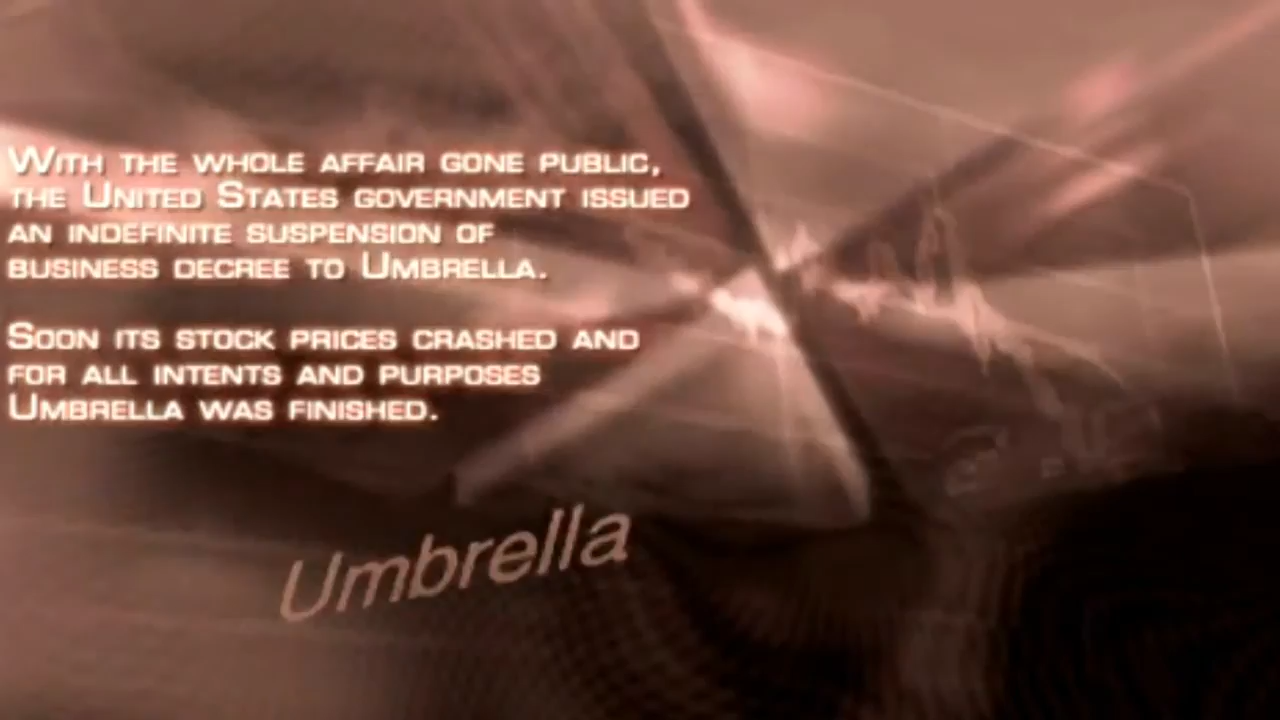 With the whole affair gone public,
the United States government issued
an indefinite suspension of
business decree to Umbrella.
Soon its stock prices crashed and
for all intents and purposes
Umbrella was finished.
Umbrella